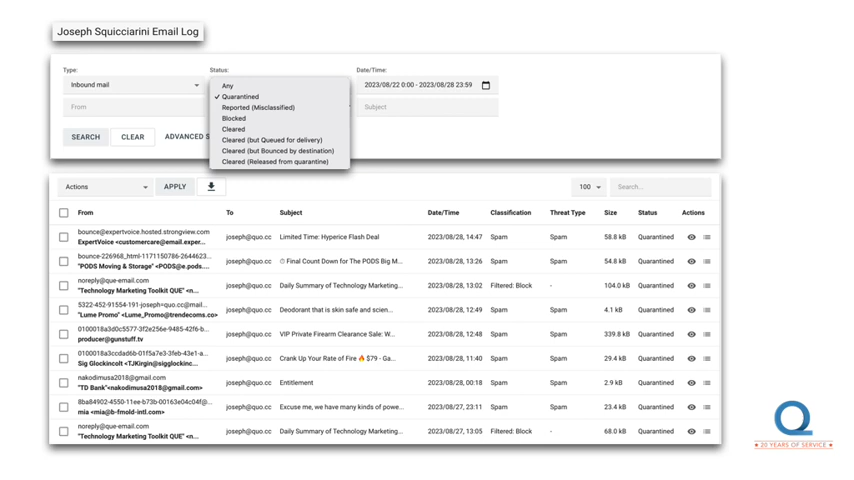 Joseph Squicciarini Email Log
Type: Status: Date/Time:
Inbound mail 2023/08/22 0:00 - 2023/08/28 23:59
Any
✓ Quarantined
From Reported (Misclassified) Subject
Blocked
Cleared
SEARCH CLEAR ADVANCED S
Cleared (but Queued for delivery)
Cleared (but Bounced by destination)
Cleared (Released from quarantine)
Actions APPLY 100 Search...
From To Subject Date/Time Classification Threat Type Size Status Actions
bounce@expertvoice.hosted.strongview.com
ExpertVoice <customercare@email.exper... joseph@quo.cc Limited Time: Hyperice Flash Deal 2023/08/28, 14:47 Spam Spam 58.8 kB Quarantined
bounce-226968_html-1171150786-2644623...
"PODS Moving & Storage" <PODS@e.pods.... joseph@quo.cc ⏱ Final Count Down for The PODS Big M... 2023/08/28, 13:26 Spam Spam 54.8 kB Quarantined
noreply@que-email.com
"Technology Marketing Toolkit QUE" <n... joseph@quo.cc Daily Summary of Technology Marketing... 2023/08/28, 13:02 Filtered: Block - 104.0 kB Quarantined
5322-452-91554-191-joseph=quo.cc@mail...
"Lume Promo" <Lume_Promo@trendecoms.co> joseph@quo.cc Deodorant that is skin safe and scien... 2023/08/28, 12:49 Spam Spam 4.1 kB Quarantined
0100018a3d0c5577-3f2e256e-9485-42f6-b...
producer@gunstuff.tv joseph@quo.cc VIP Private Firearm Clearance Sale: W... 2023/08/28, 12:48 Spam Spam 339.8 kB Quarantined
0100018a3ccdad6b-01f5a7e3-3feb-43e1-a...
Sig Glockincolt <TJKirgin@sigglockinc... joseph@quo.cc Crank Up Your Rate of Fire 🔥 $79 - Ga... 2023/08/28, 11:40 Spam Spam 29.4 kB Quarantined
nakodimusa2018@gmail.com
"TD Bank"<nakodimusa2018@gmail.com> joseph@quo.cc Entitlement 2023/08/28, 00:18 Spam Spam 2.9 kB Quarantined
8ba84902-4550-11ee-b73b-00163e04c04f@...
mia <mia@b-fmold-intl.com> joseph@quo.cc Excuse me, we have many kinds of powe... 2023/08/27, 23:11 Spam Spam 23.4 kB Quarantined
noreply@que-email.com
"Technology Marketing Toolkit QUE" <n... joseph@quo.cc Daily Summary of Technology Marketing... 2023/08/27, 13:05 Filtered: Block - 68.0 kB Quarantined
★ 20 YEARS OF SERVICE ★